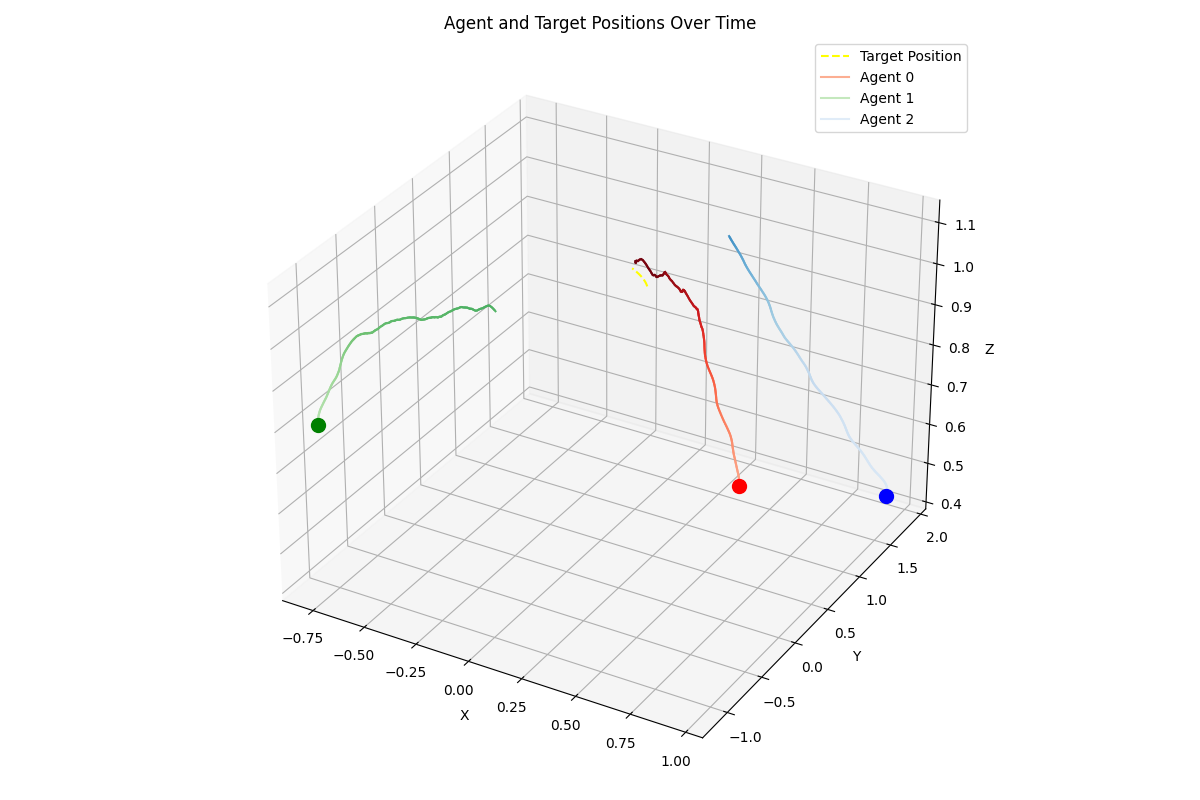 Agent and Target Positions Over Time
Target Position
Agent 0
Agent 1
Agent 2
1.1
1.0
0.9
0.8
Z
0.7
0.6
0.5
0.4
2.0
1.5
1.0
0.5
Y
0.0
−0.5
−1.0
−0.75
−0.50
−0.25
0.00
X
0.25
0.50
0.75
1.00